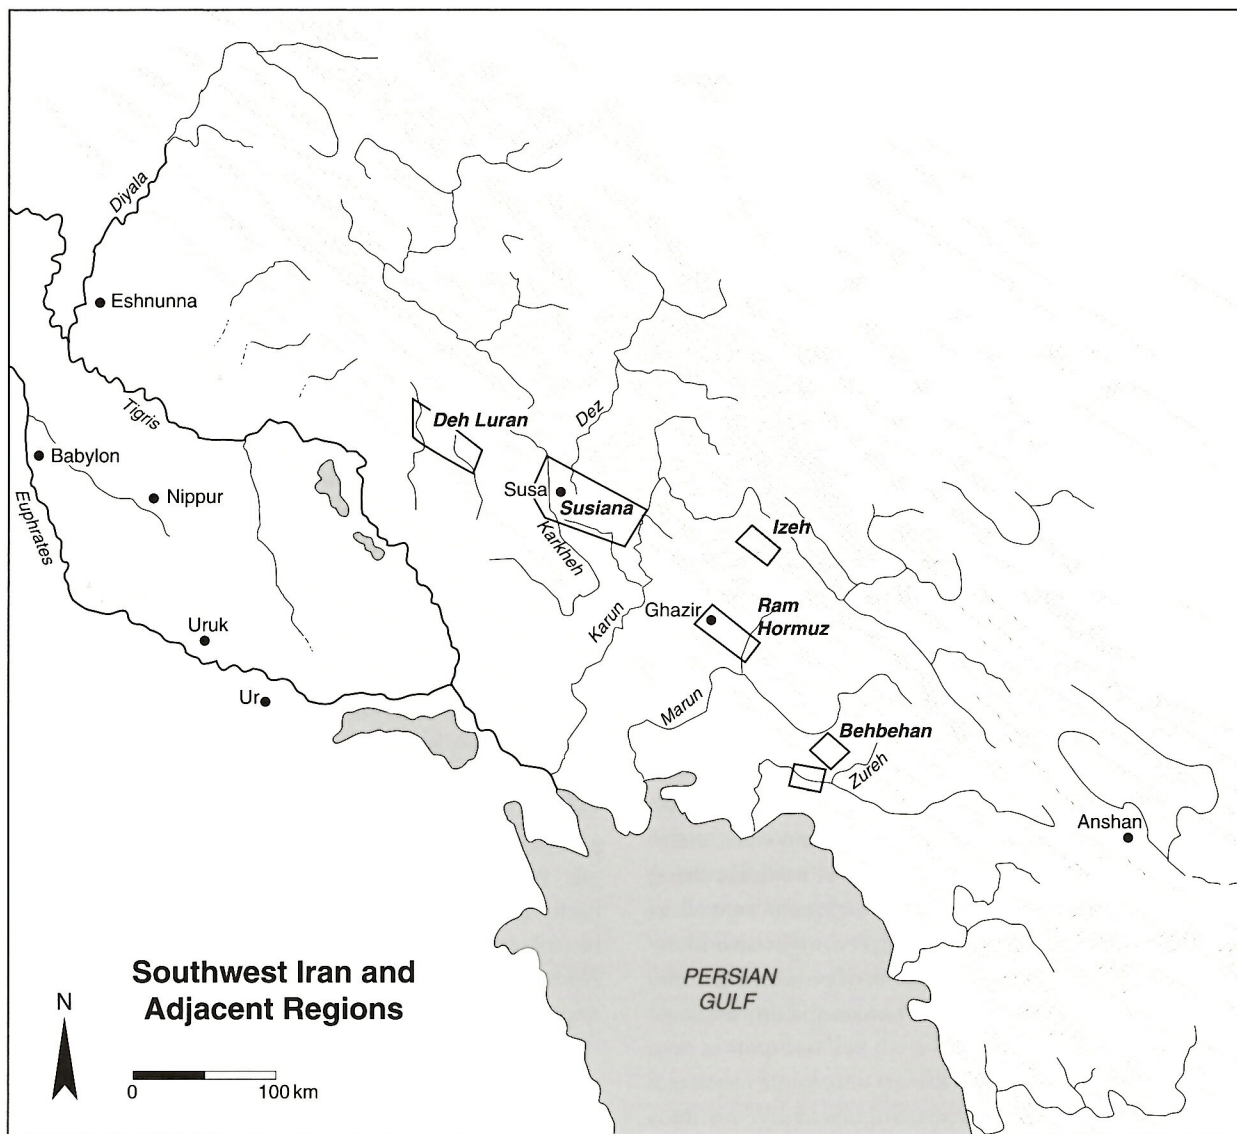 Diyala
Eshnunna
Tigris
Deh Luran
Dez
Babylon
Nippur
Susa
Susiana
Euphrates
Karkheh
Izeh
Ghazir
Ram
Hormuz
Karun
Uruk
Ur
Marun
Behbehan
Zureh
Anshan
PERSIAN
GULF
Southwest Iran and
Adjacent Regions
N
0 100 km